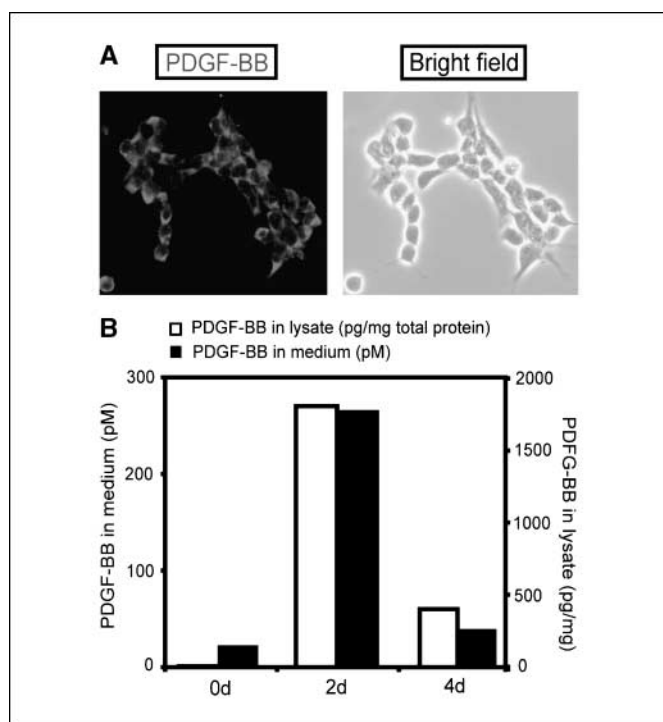 A
PDGF-BB
Bright field
B
PDGF-BB in lysate (pg/mg total protein)
PDGF-BB in medium (pM)
PDGF-BB in medium (pM)
300
200
100
0
2000
1750
1000
500
0
PDFG-BB in lysate (pg/mg)
0d
2d
4d